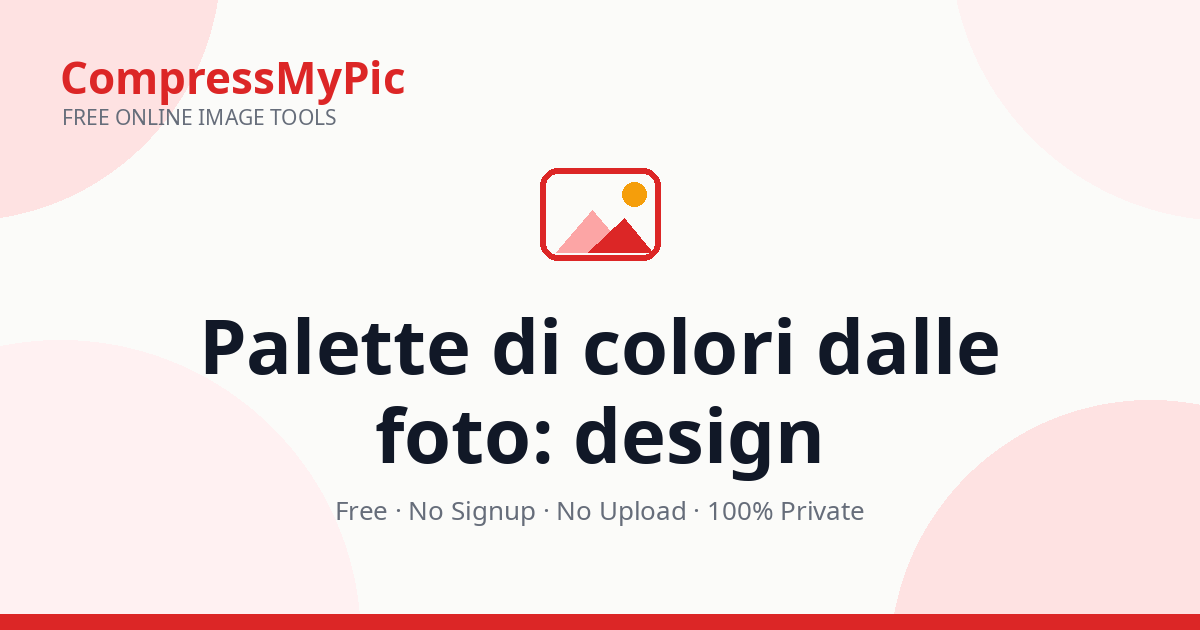 CompressMyPic
FREE ONLINE IMAGE TOOLS
Palette di colori dalle
foto: design
Free · No Signup · No Upload · 100% Private